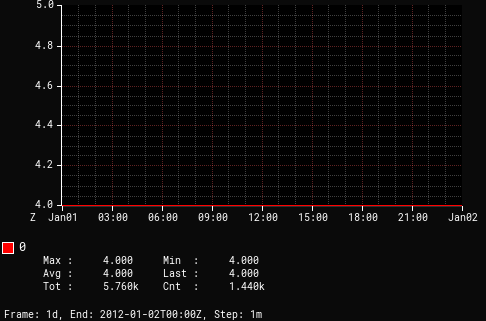 5.0
4.8
4.6
4.4
4.2
4.0
Z Jan01 03:00 06:00 09:00 12:00 15:00 18:00 21:00 Jan02
0
Max : 4.000 Min : 4.000
Avg : 4.000 Last : 4.000
Tot : 5.760k Cnt : 1.440k
Frame: 1d, End: 2012-01-02T00:00Z, Step: 1m